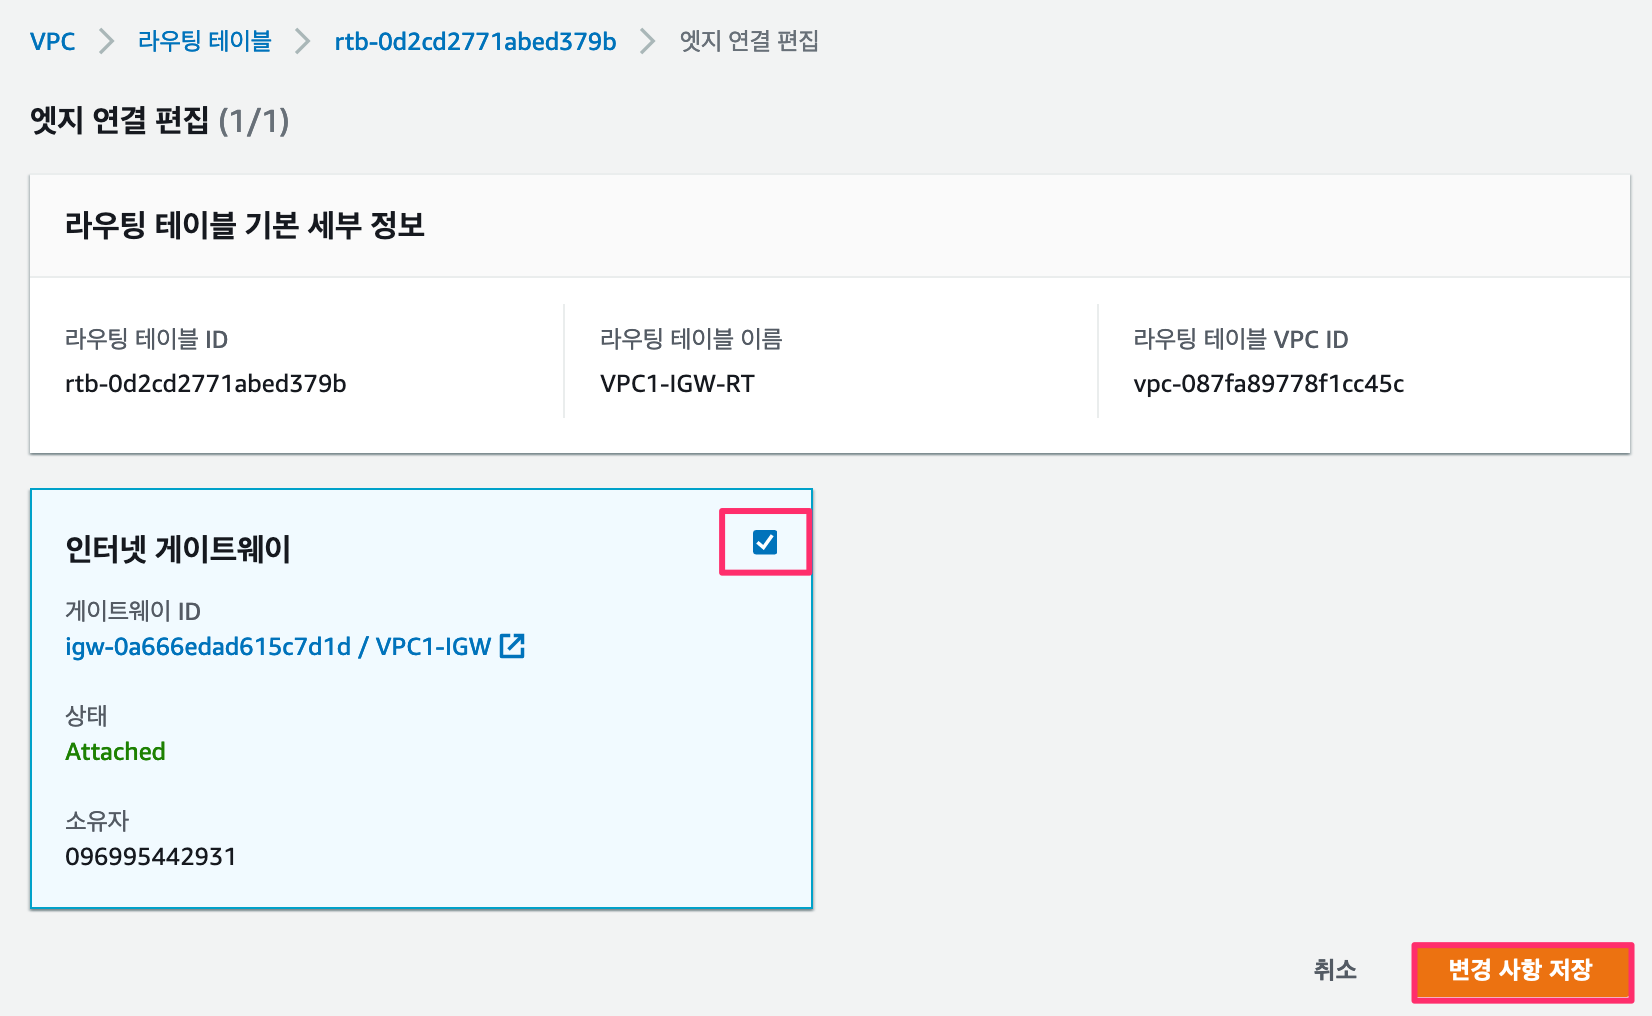 VPC > 라우팅 테이블 > rtb-0d2cd2771abed379b > 엣지 연결 편집
엣지 연결 편집 (1/1)
라우팅 테이블 기본 세부 정보
라우팅 테이블 ID
rtb-0d2cd2771abed379b
라우팅 테이블 이름
VPC1-IGW-RT
라우팅 테이블 VPC ID
vpc-087fa89778f1cc45c
인터넷 게이트웨이
게이트웨이 ID
igw-0a666edad615c7d1d / VPC1-IGW
상태
Attached
소유자
096995442931
취소
변경 사항 저장